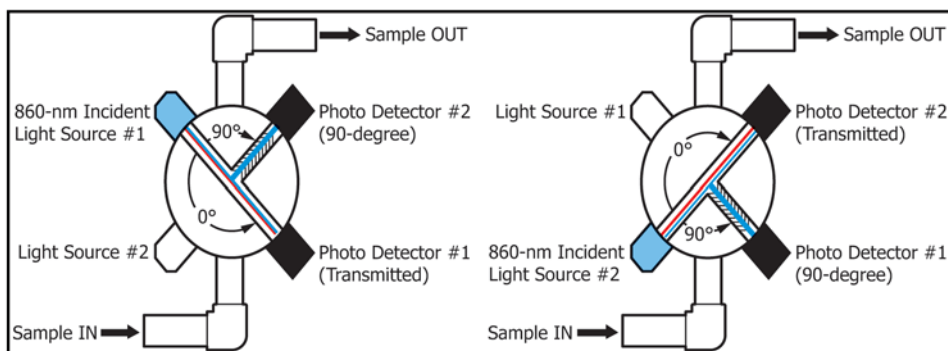 Sample OUT
860-nm Incident
Light Source #1
90°
Photo Detector #2
(90-degree)
0°
Light Source #2
Photo Detector #1
(Transmitted)
Sample IN
Sample OUT
Light Source #1
Photo Detector #2
(Transmitted)
0°
860-nm Incident
Light Source #2
90°
Photo Detector #1
(90-degree)
Sample IN